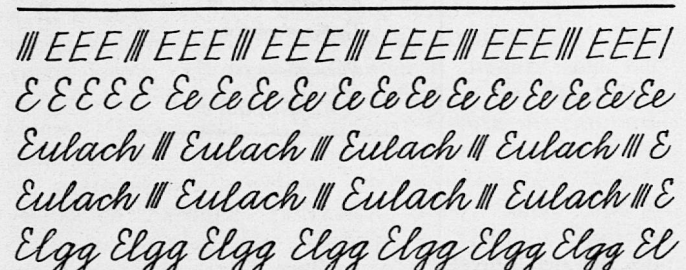 ||| EEE ||| EEE ||| EEE ||| EEE ||| EEE ||| EEE |
E E E E E Ee Ee Ee Ee Ee Ee Ee Ee Ee Ee Ee Ee Ee
Eulach ||| Eulach ||| Eulach ||| Eulach ||| E
Eulach ||| Eulach ||| Eulach ||| Eulach ||| E
Elgg Elgg Elgg Elgg Elgg Elgg Elgg El